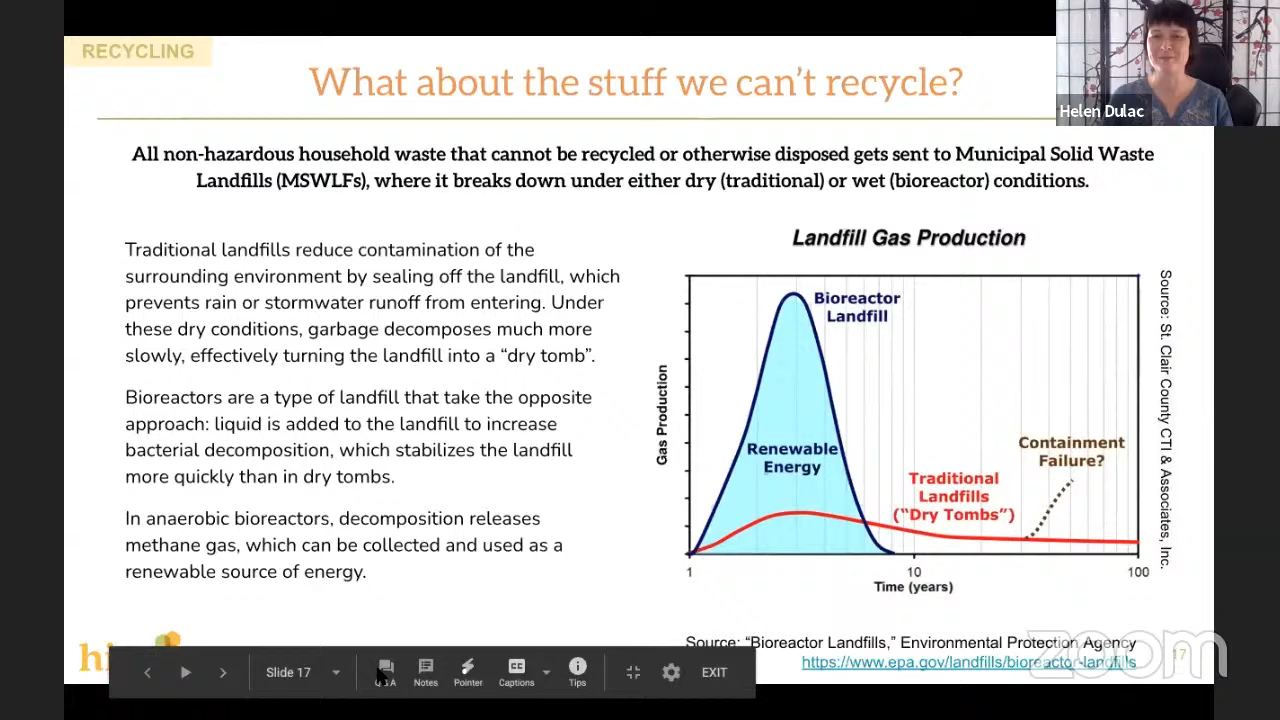 RECYCLING
What about the stuff we can't recycle?
Helen Dulac
All non-hazardous household waste that cannot be recycled or otherwise disposed gets sent to Municipal Solid Waste
Landfills (MSWLFs), where it breaks down under either dry (traditional) or wet (bioreactor) conditions.
Traditional landfills reduce contamination of the
surrounding environment by sealing off the landfill, which
prevents rain or stormwater runoff from entering. Under
these dry conditions, garbage decomposes much more
slowly, effectively turning the landfill into a “dry tomb”.
Bioreactors are a type of landfill that take the opposite
approach: liquid is added to the landfill to increase
bacterial decomposition, which stabilizes the landfill
more quickly than in dry tombs.
In anaerobic bioreactors, decomposition releases
methane gas, which can be collected and used as a
renewable source of energy.
Landfill Gas Production
Gas Production
Bioreactor
Landfill
Renewable
Energy
Traditional
Landfills
(“Dry Tombs”)
Containment
Failure?
1
10
100
Time (years)
Source: St. Clair County CTI & Associates, Inc.
Source: “Bioreactor Landfills,” Environmental Protection Agency
https://www.epa.gov/landfills/bioreactor-landfills
17
zoom
Slide 17
Notes
Pointer
Captions
CC
Tips
EXIT